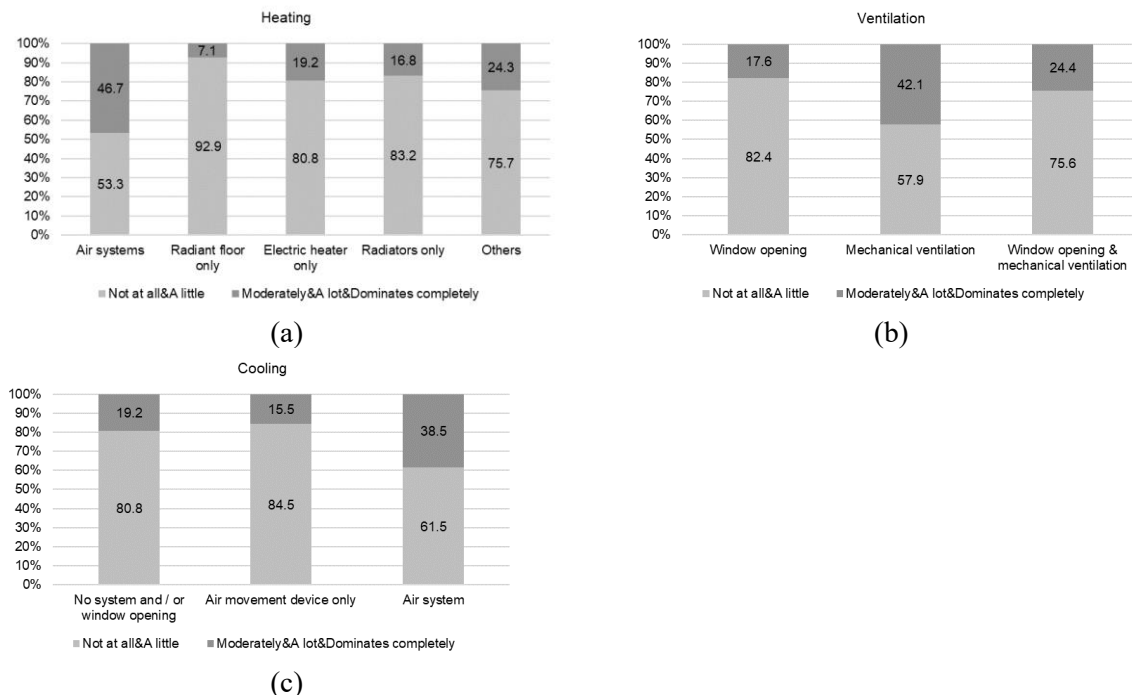 Heating
100%
90%
80%
70%
60%
50%
40%
30%
20%
10%
0%
46.7
53.3
7.1
92.9
19.2
80.8
16.8
83.2
24.3
75.7
Air systems
Radiant floor
only
Electric heater
only
Radiators only
Others
Not at all&A little
Moderately&A lot&Dominates completely
(a)
Ventilation
100%
90%
80%
70%
60%
50%
40%
30%
20%
10%
0%
17.6
82.4
42.1
57.9
24.4
75.6
Window opening
Mechanical ventilation
Window opening &
mechanical ventilation
Not at all&A little
Moderately&A lot&Dominates completely
(b)
Cooling
100%
90%
80%
70%
60%
50%
40%
30%
20%
10%
0%
19.2
80.8
15.5
84.5
38.5
61.5
No system and / or
window opening
Air movement device only
Air system
Not at all&A little
Moderately&A lot&Dominates completely
(c)